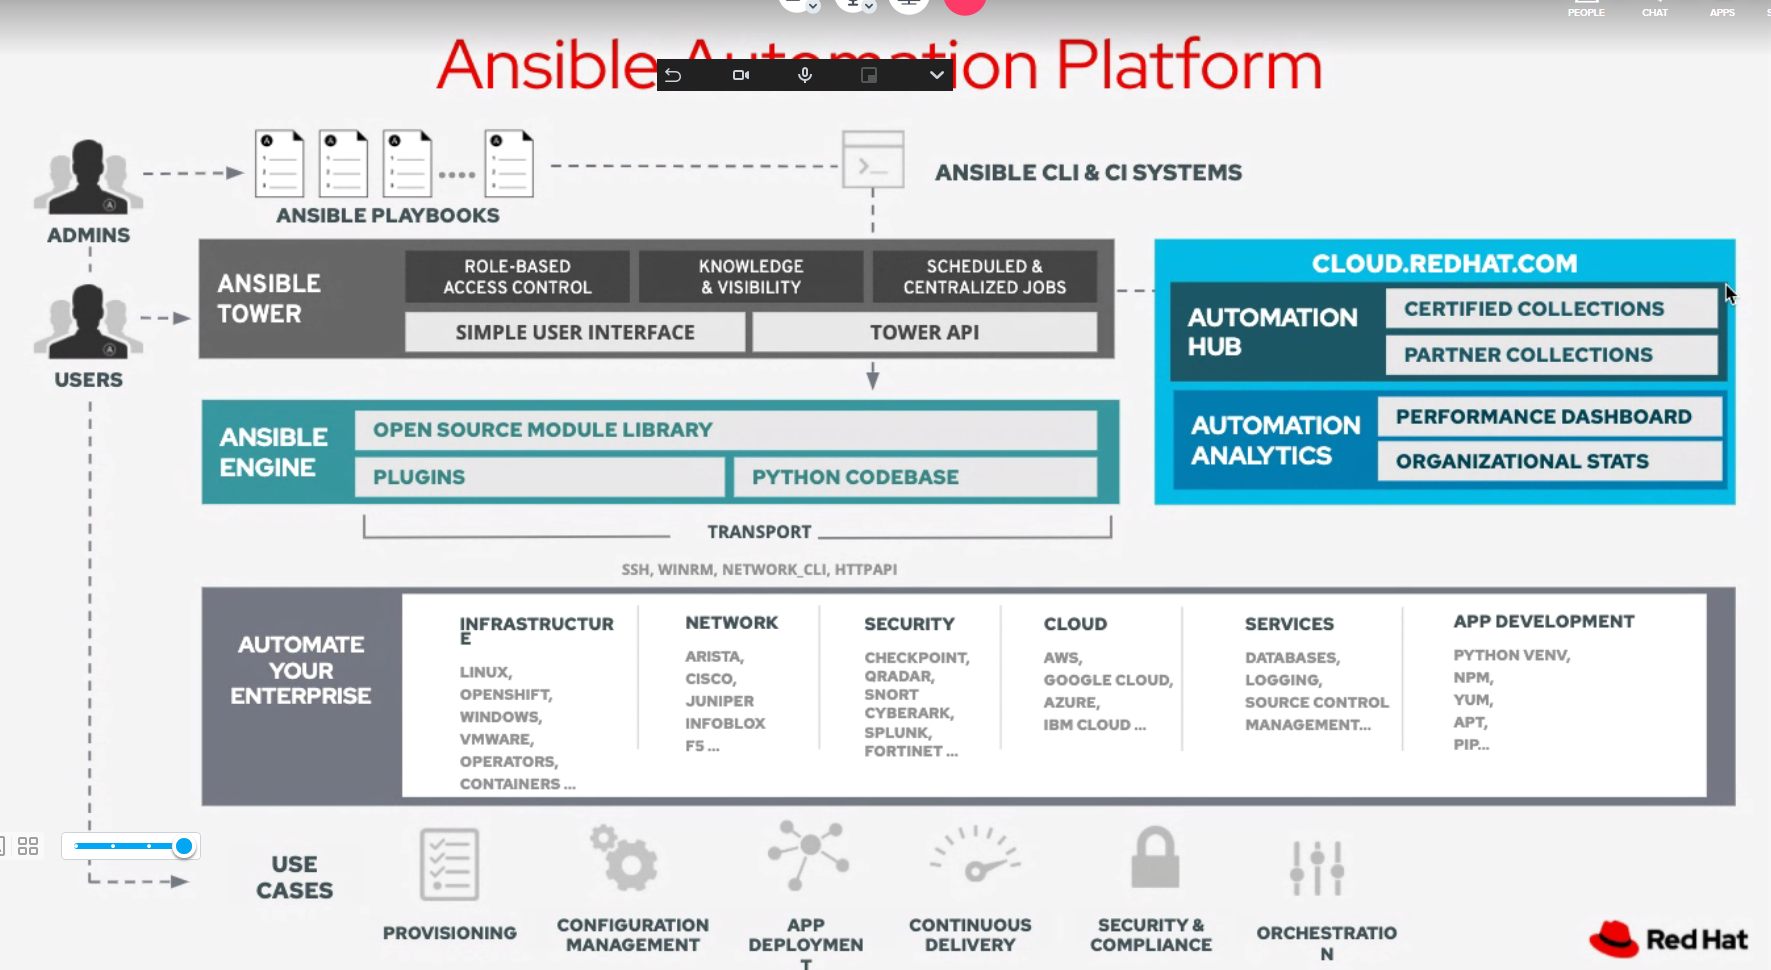 PEOPLE
CHAT
APPS
Ansible Automation Platform
ANSIBLE CLI & CI SYSTEMS
ANSIBLE PLAYBOOKS
ADMINS
USERS
ANSIBLE
TOWER
ROLE-BASED
ACCESS CONTROL
KNOWLEDGE
& VISIBILITY
SCHEDULED &
CENTRALIZED JOBS
SIMPLE USER INTERFACE
TOWER API
CLOUD.REDHAT.COM
AUTOMATION
HUB
CERTIFIED COLLECTIONS
PARTNER COLLECTIONS
AUTOMATION
ANALYTICS
PERFORMANCE DASHBOARD
ORGANIZATIONAL STATS
ANSIBLE
ENGINE
OPEN SOURCE MODULE LIBRARY
PLUGINS
PYTHON CODEBASE
TRANSPORT
SSH, WINRM, NETWORK_CLI, HTTPAPI
AUTOMATE
YOUR
ENTERPRISE
INFRASTRUCTUR
E
LINUX,
OPENSHIFT,
WINDOWS,
VMWARE,
OPERATORS,
CONTAINERS ...
NETWORK
ARISTA,
CISCO,
JUNIPER
INFOBLOX
F5 ...
SECURITY
CHECKPOINT,
QRADAR,
SNORT
CYBERARK,
SPLUNK,
FORTINET ...
CLOUD
AWS,
GOOGLE CLOUD,
AZURE,
IBM CLOUD ...
SERVICES
DATABASES,
LOGGING,
SOURCE CONTROL
MANAGEMENT...
APP DEVELOPMENT
PYTHON VENV,
NPM,
YUM,
APT,
PIP...
USE
CASES
PROVISIONING
CONFIGURATION
MANAGEMENT
APP
DEPLOYMEN
T
CONTINUOUS
DELIVERY
SECURITY &
COMPLIANCE
ORCHESTRATIO
N
Red Hat